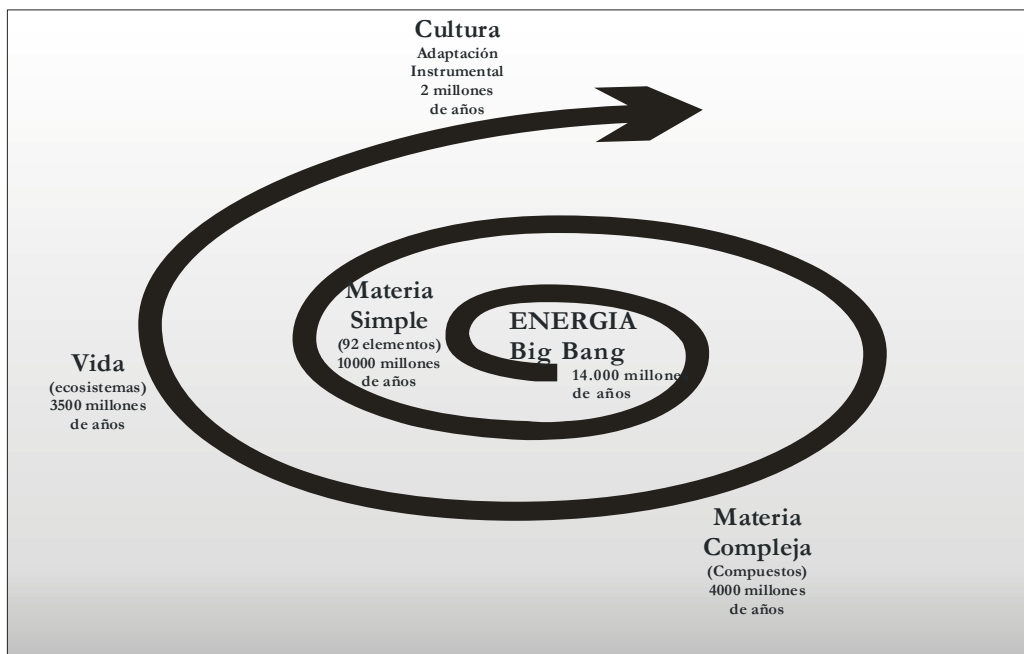 Cultura
Adaptación
Instrumental
2 millones
de años
Materia
Simple
(92 elementos)
10000 millones
de años
ENERGIA
Big Bang
14.000 millone
de años
Vida
(ecosistemas)
3500 millones
de años
Materia
Compleja
(Compuestos)
4000 millones
de años